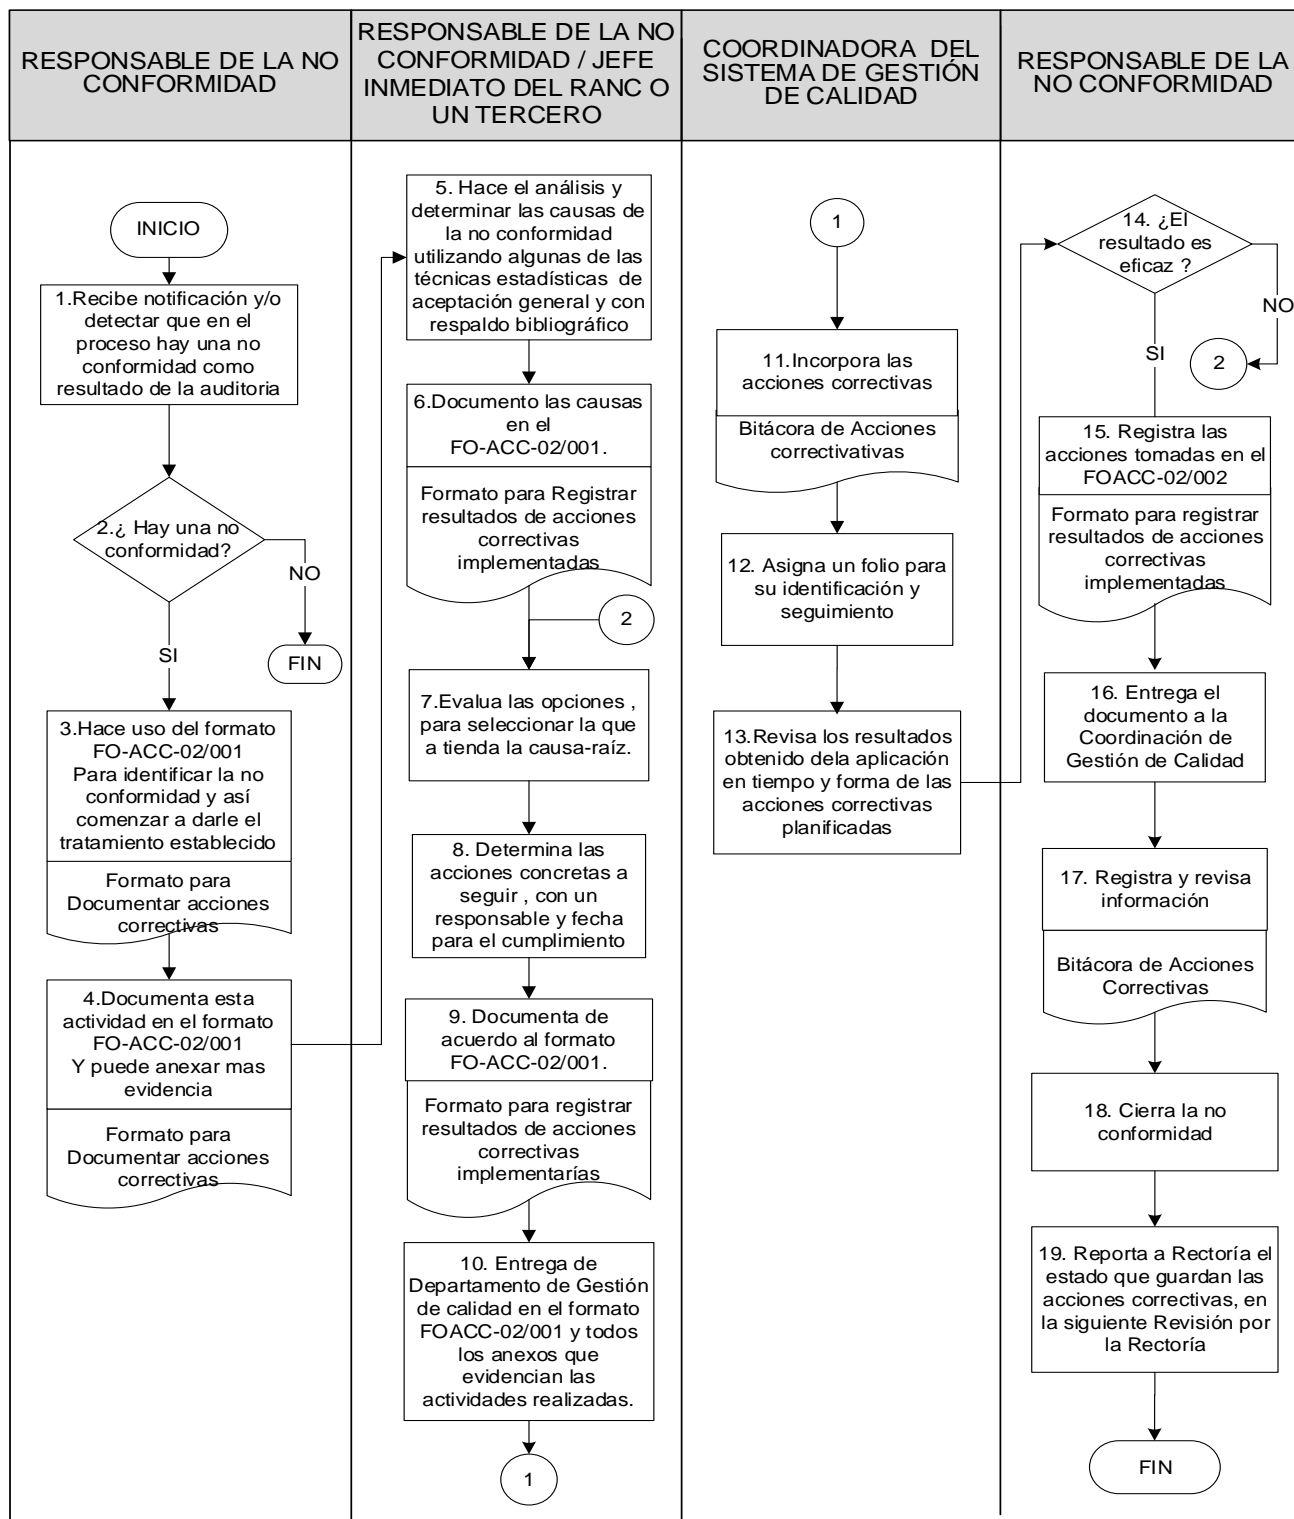 RESPONSABLE DE LA NO
CONFORMIDAD
RESPONSABLE DE LA NO
CONFORMIDAD / JEFE
INMEDIATO DEL RANC O
UN TERCERO
COORDINADORA DEL
SISTEMA DE GESTIÓN
DE CALIDAD
RESPONSABLE DE LA
NO CONFORMIDAD
INICIO
1.Recibe notificación y/o
detectar que en el
proceso hay una no
conformidad como
resultado de la auditoria
2.¿ Hay una no
conformidad?
NO
SI
FIN
3.Hace uso del formato
FO-ACC-02/001
Para identificar la no
conformidad y así
comenzar a darle el
tratamiento establecido
Formato para
Documentar acciones
correctivas
4.Documenta esta
actividad en el formato
FO-ACC-02/001
Y puede anexar mas
evidencia
Formato para
Documentar acciones
correctivas
5. Hace el análisis y
determinar las causas de
la no conformidad
utilizando algunas de las
técnicas estadísticas de
aceptación general y con
respaldo bibliográfico
6.Documento las causas
en el
FO-ACC-02/001.
Formato para Registrar
resultados de acciones
correctivas
implementadas
2
7.Evalua las opciones ,
para seleccionar la que
a tienda la causa-raíz.
8. Determina las
acciones concretas a
seguir , con un
responsable y fecha
para el cumplimiento
9. Documenta de
acuerdo al formato
FO-ACC-02/001.
Formato para registrar
resultados de acciones
correctivas
implementarías
10. Entrega de
Departamento de Gestión
de calidad en el formato
FOACC-02/001 y todos
los anexos que
evidencian las
actividades realizadas.
1
1
11.Incorpora las
acciones correctivas
Bitácora de Acciones
correctivativas
12. Asigna un folio para
su identificación y
seguimiento
13.Revisa los resultados
obtenido dela aplicación
en tiempo y forma de las
acciones correctivas
planificadas
14. ¿El
resultado es
eficaz ?
NO
SI
2
15. Registra las
acciones tomadas en el
FOACC-02/002
Formato para registrar
resultados de acciones
correctivas
implementadas
16. Entrega el
documento a la
Coordinación de
Gestión de Calidad
17. Registra y revisa
información
Bitácora de Acciones
Correctivas
18. Cierra la no
conformidad
19. Reporta a Rectoría el
estado que guardan las
acciones correctivas, en
la siguiente Revisión por
la Rectoría
FIN